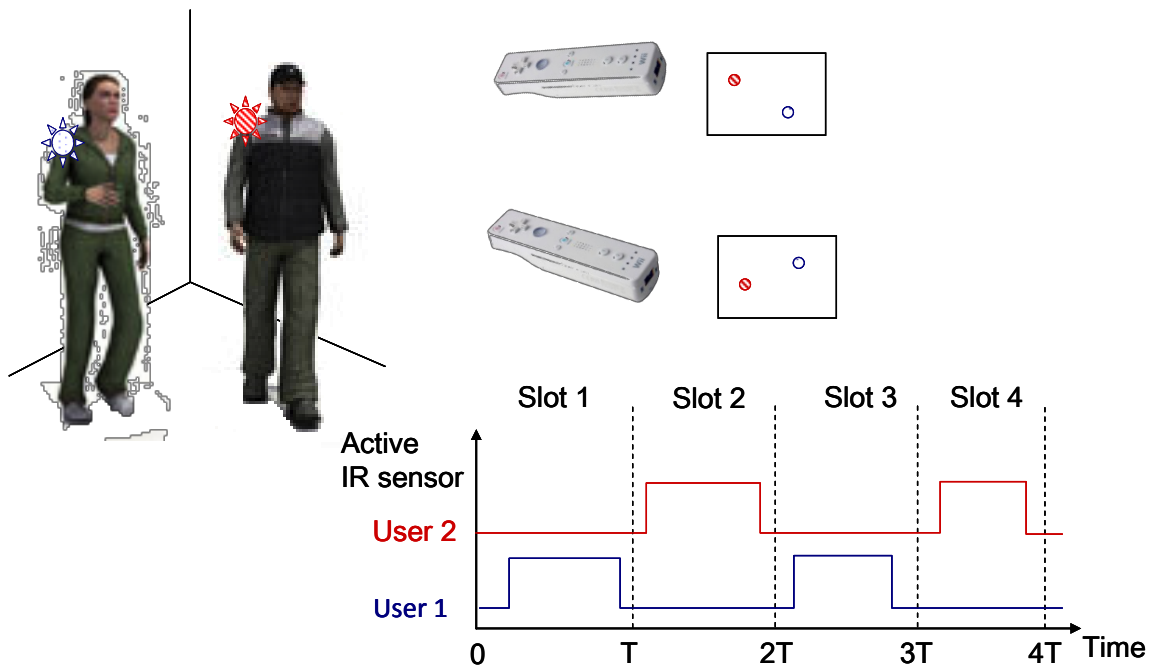 Slot 1 Slot 2 Slot 3 Slot 4
Active
IR sensor
User 2
User 1
0 T 2T 3T 4T Time